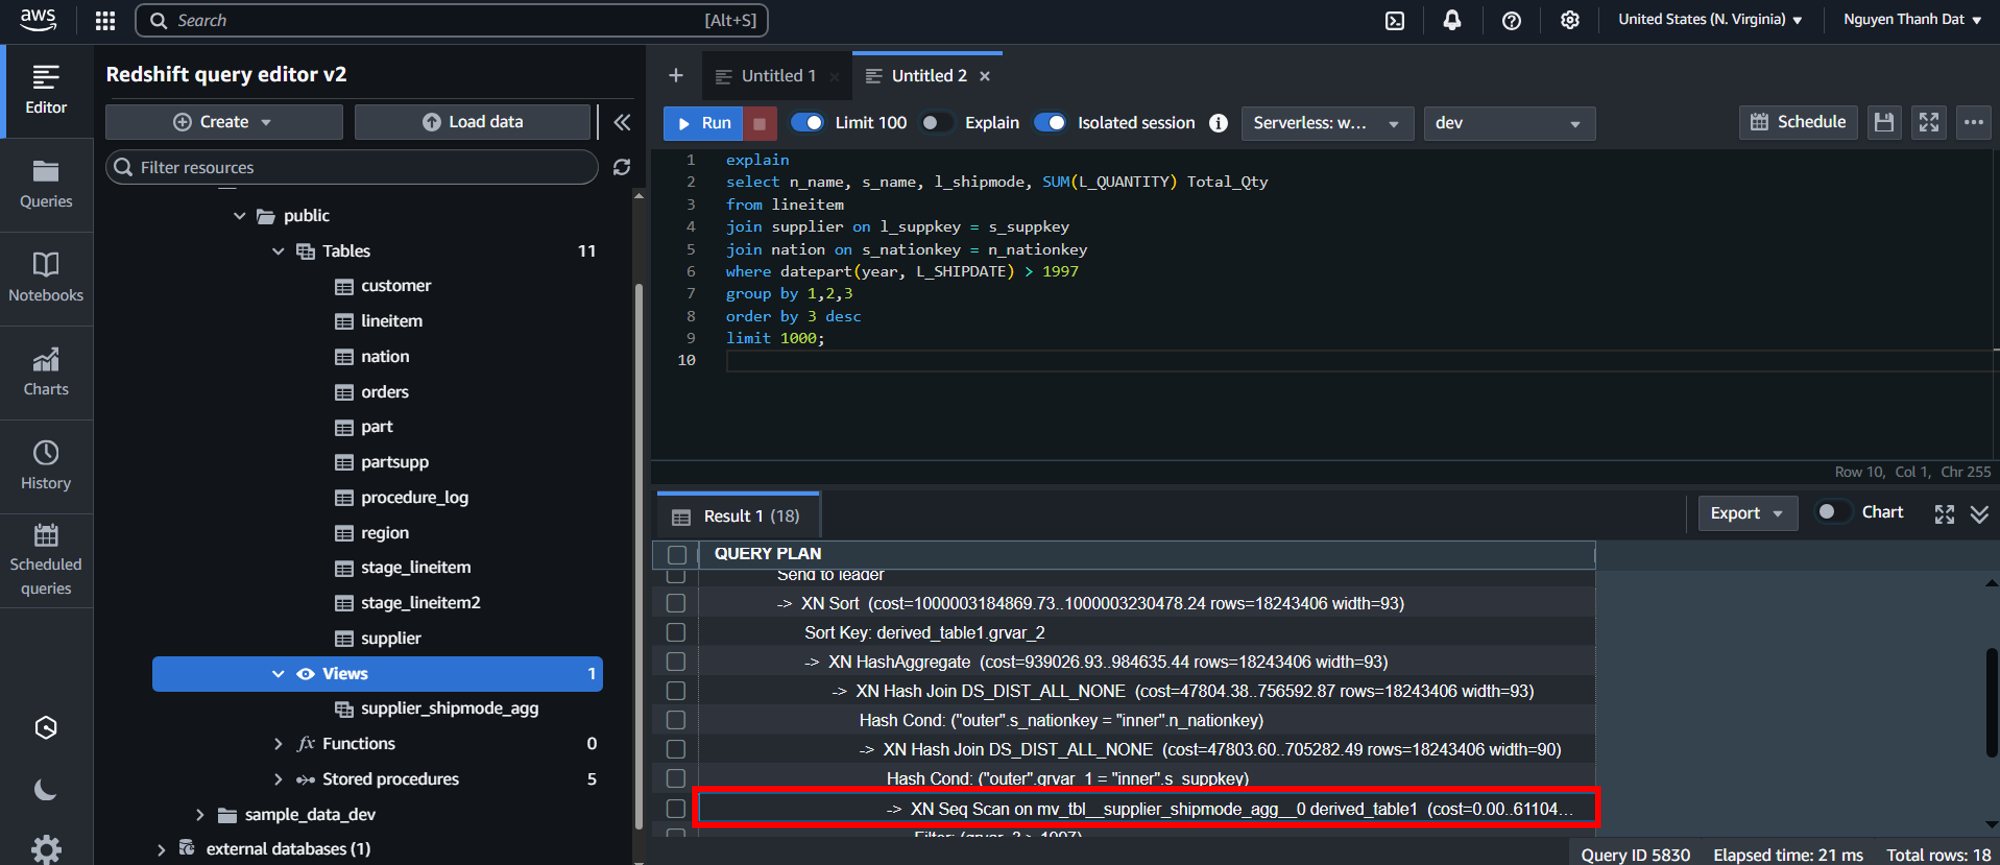 aws
Search [Alt+S]
United States (N. Virginia)
Nguyen Thanh Dat
Editor
Queries
Notebooks
Charts
History
Scheduled
queries
Redshift query editor v2
Create
Load data
Filter resources
public
Tables 11
customer
lineitem
nation
orders
part
partsupp
procedure_log
region
stage_lineitem
stage_lineitem2
supplier
Views 1
supplier_shipmode_agg
fx Functions 0
Stored procedures 5
sample_data_dev
external databases (1)
Untitled 1
Untitled 2
Run
Limit 100
Explain
Isolated session
Serverless: w...
dev
Schedule
1 explain
2 select n_name, s_name, l_shipmode, SUM(L_QUANTITY) Total_Qty
3 from lineitem
4 join supplier on l_suppkey = s_suppkey
5 join nation on s_nationkey = n_nationkey
6 where datepart(year, L_SHIPDATE) > 1997
7 group by 1,2,3
8 order by 3 desc
9 limit 1000;
10
Row 10, Col 1, Chr 255
Result 1 (18)
Export
Chart
QUERY PLAN
Send to leader
-> XN Sort (cost=1000003184869.73..1000003230478.24 rows=18243406 width=93)
Sort Key: derived_table1.grvar_2
-> XN HashAggregate (cost=939026.93..984635.44 rows=18243406 width=93)
-> XN Hash Join DS_DIST_ALL_NONE (cost=47804.38..756592.87 rows=18243406 width=93)
Hash Cond: ("outer".s_nationkey = "inner".n_nationkey)
-> XN Hash Join DS_DIST_ALL_NONE (cost=47803.60..705282.49 rows=18243406 width=90)
Hash Cond: ("outer".grvar_1 = "inner".s_suppkey)
-> XN Seq Scan on mv_tbl__supplier_shipmode_agg__0 derived_table1 (cost=0.00..61104...
Filter: (grvar_3 > 1997)
Query ID 5830 Elapsed time: 21 ms Total rows: 18